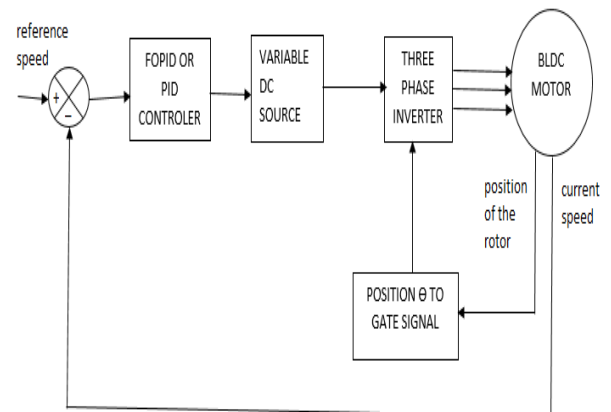 reference
speed
+
−
FOPID OR
PID
CONTROLER
VARIABLE
DC
SOURCE
THREE
PHASE
INVERTER
BLDC
MOTOR
position
of the
rotor
current
speed
POSITION Θ TO
GATE SIGNAL